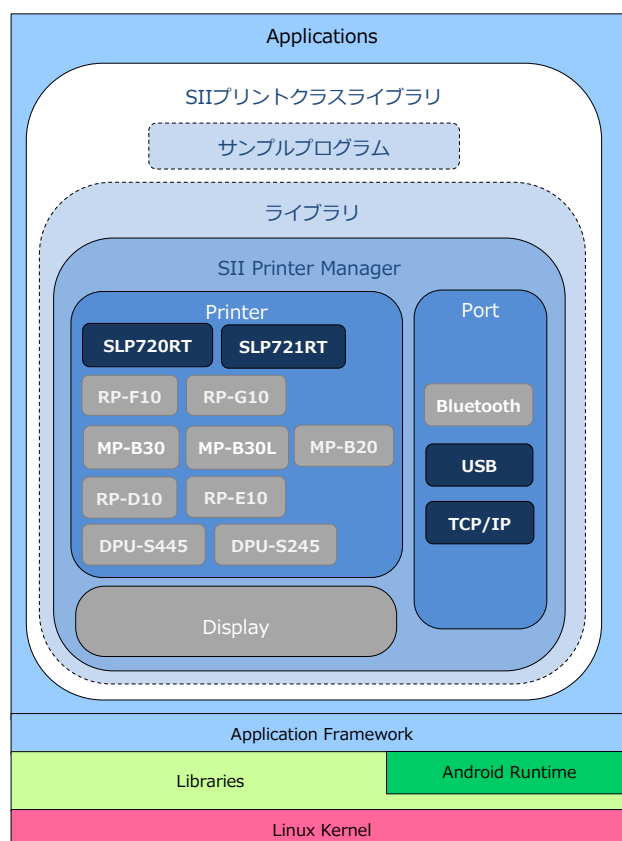 Applications
SIIプリントクラスライブラリ
サンプルプログラム
ライブラリ
SII Printer Manager
Printer
Port
SLP720RT
SLP721RT
RP-F10
RP-G10
Bluetooth
MP-B30
MP-B30L
MP-B20
USB
RP-D10
RP-E10
TCP/IP
DPU-S445
DPU-S245
Display
Application Framework
Libraries
Android Runtime
Linux Kernel